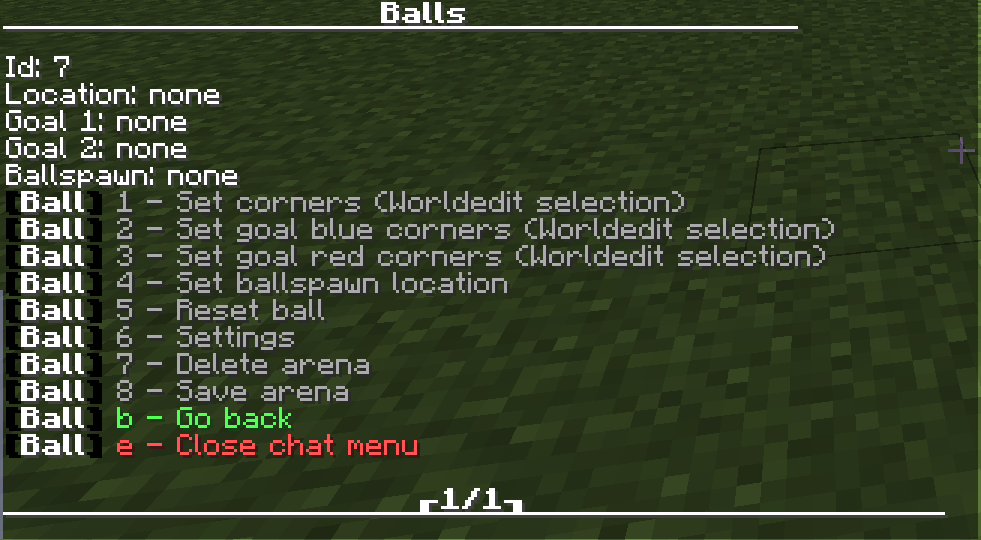 Balls
Id: 7
Location: none
Goal 1: none
Goal 2: none
Ballspawn: none
[Ball] 1 - Set corners (Worldedit selection)
[Ball] 2 - Set goal blue corners (Worldedit selection)
[Ball] 3 - Set goal red corners (Worldedit selection)
[Ball] 4 - Set ballspawn location
[Ball] 5 - Reset ball
[Ball] 6 - Settings
[Ball] 7 - Delete arena
[Ball] 8 - Save arena
[Ball] b - Go back
[Ball] e - Close chat menu
┌1/1┐